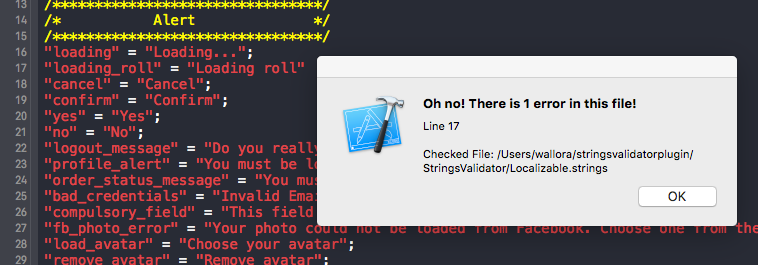 13 /*******************************/
14 /* Alert */
15 /*******************************/
16 "loading" = "Loading...";
17 "loading_roll" = "Loading roll"
18 "cancel" = "Cancel";
19 "confirm" = "Confirm";
20 "yes" = "Yes";
21 "no" = "No";
22 "logout_message" = "Do you really
23 "profile_alert" = "You must be lo
24 "order_status_message" = "You mus
25 "bad_credentials" = "Invalid Emai
26 "compulsory_field" = "This field
27 "fb_photo_error" = "Your photo could not be loaded from Facebook. Choose one from the
28 "load_avatar" = "Choose your avatar";
29 "remove_avatar" = "Remove avatar";
Oh no! There is 1 error in this file!
Line 17
Checked File: /Users/wallora/stringsvalidatorplugin/
StringsValidator/Localizable.strings
OK